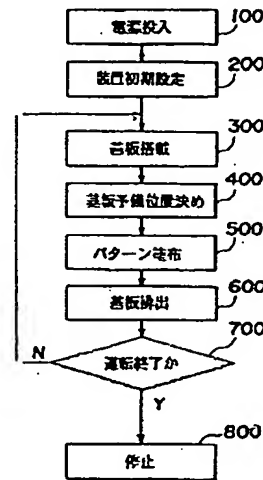 100
電源投入
200
装置初期設定
300
基板搭載
400
基板予備位置決め
500
パターン塗布
600
基板排出
700
運転終了か
N
Y
800
停止